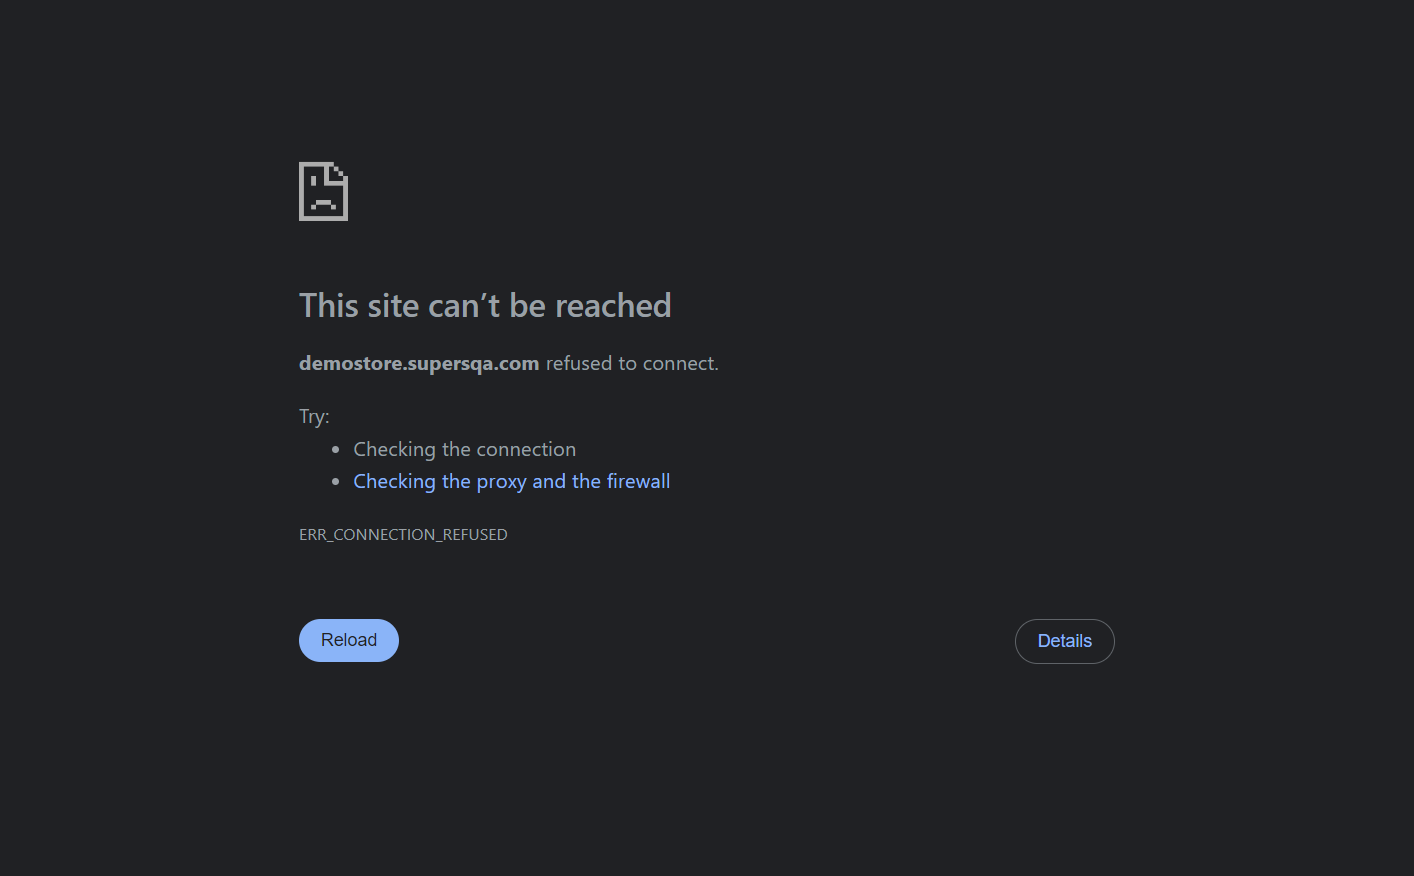 This site can’t be reached
demostore.supersqa.com refused to connect.
Try:
Checking the connection
Checking the proxy and the firewall
ERR_CONNECTION_REFUSED
Reload
Details